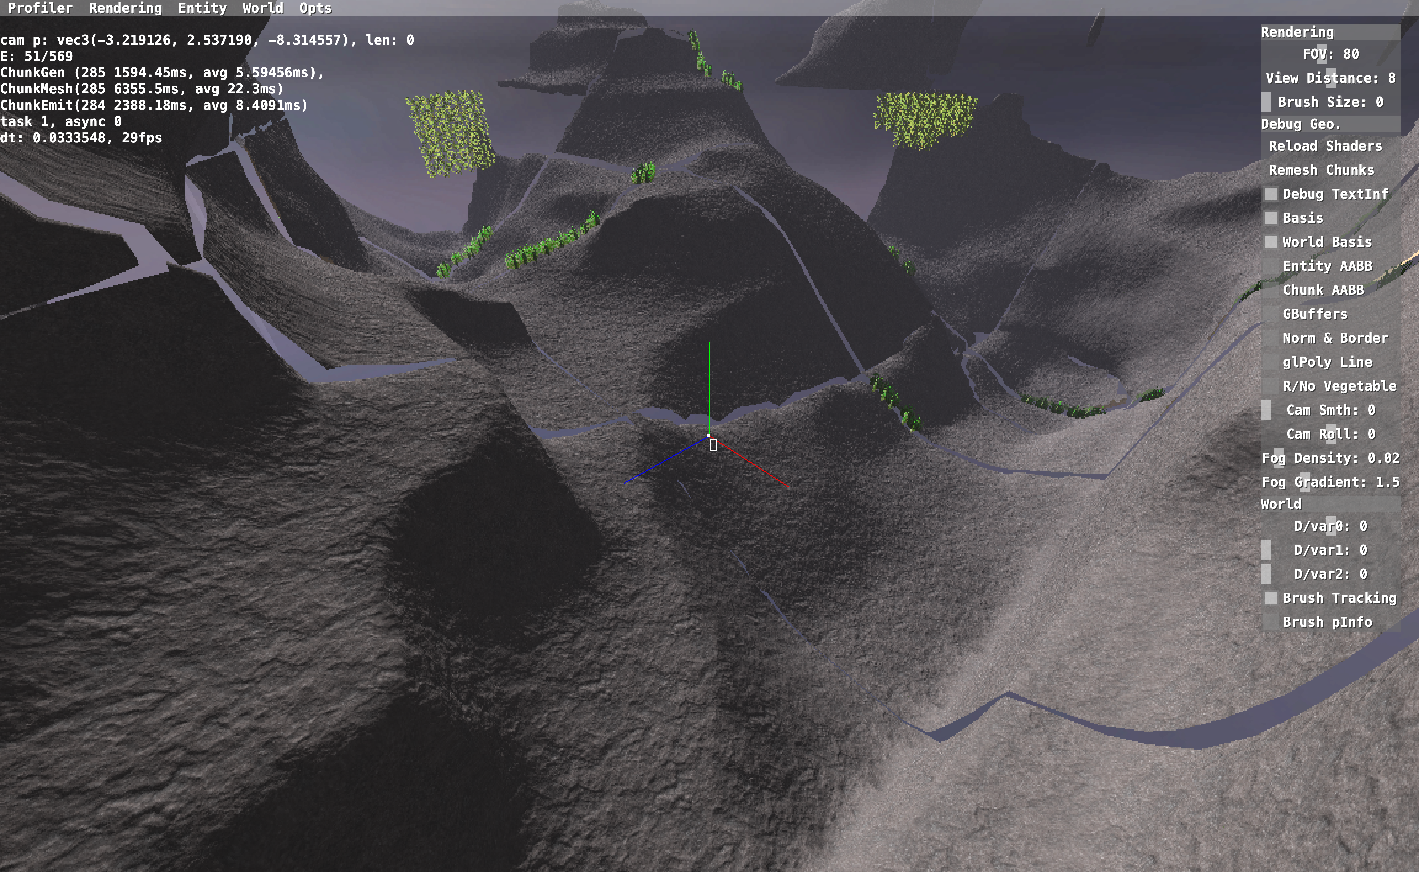 Profiler Rendering Entity World Opts
cam p: vec3(-3.219126, 2.537190, -8.314557), len: 0
E: 51/569
ChunkGen (285 1594.45ms, avg 5.59456ms),
ChunkMesh(285 6355.5ms, avg 22.3ms)
ChunkEmit(284 2388.18ms, avg 8.4091ms)
task 1, async 0
dt: 0.0333548, 29fps
Rendering
FOV: 80
View Distance: 8
Brush Size: 0
Debug Geo.
Reload Shaders
Remesh Chunks
Debug TextInf
Basis
World Basis
Entity AABB
Chunk AABB
GBuffers
Norm & Border
glPoly Line
R/No Vegetable
Cam Smth: 0
Cam Roll: 0
Fog Density: 0.02
Fog Gradient: 1.5
World
D/var0: 0
D/var1: 0
D/var2: 0
Brush Tracking
Brush pInfo